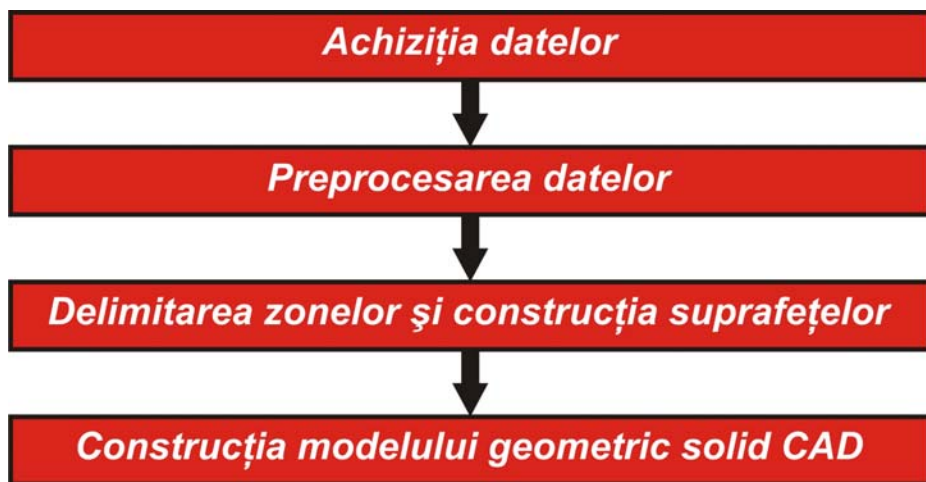 Achiziția datelor
Preprocesarea datelor
Delimitarea zonelor şi construcția suprafețelor
Construcția modelului geometric solid CAD